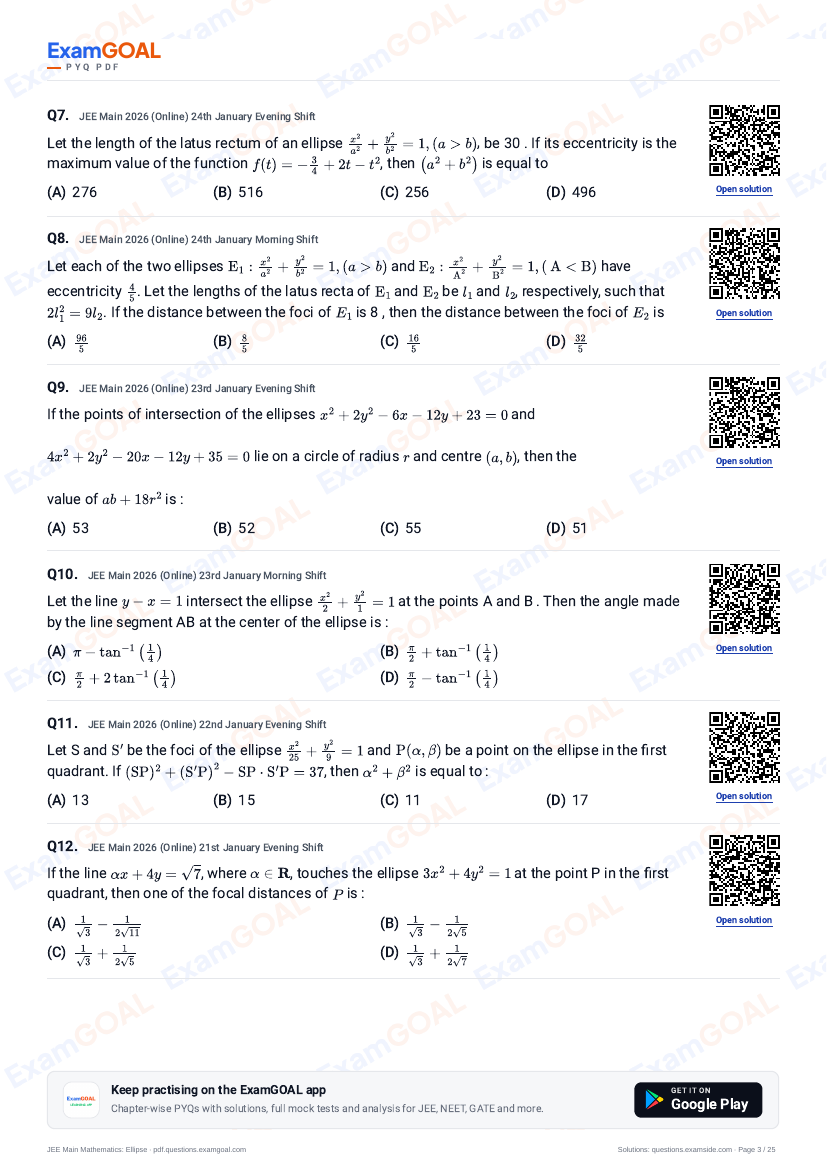 ExamGOAL
PYQ PDF
Q7. JEE Main 2026 (Online) 24th January Evening Shift
Let the length of the latus rectum of an ellipse x²/a² + y²/b² = 1, (a > b), be 30 . If its eccentricity is the
maximum value of the function f(t) = −3/4 + 2t − t², then (a² + b²) is equal to
(A) 276 (B) 516 (C) 256 (D) 496
Open solution
Q8. JEE Main 2026 (Online) 24th January Morning Shift
Let each of the two ellipses E₁ : x²/a² + y²/b² = 1, (a > b) and E₂ : x²/A² + y²/B² = 1, ( A < B) have
eccentricity 4/5. Let the lengths of the latus recta of E₁ and E₂ be l₁ and l₂, respectively, such that
2l₁² = 9l₂. If the distance between the foci of E₁ is 8 , then the distance between the foci of E₂ is
(A) 96/5 (B) 8/5 (C) 16/5 (D) 32/5
Open solution
Q9. JEE Main 2026 (Online) 23rd January Evening Shift
If the points of intersection of the ellipses x² + 2y² − 6x − 12y + 23 = 0 and
4x² + 2y² − 20x − 12y + 35 = 0 lie on a circle of radius r and centre (a, b), then the
value of ab + 18r² is :
(A) 53 (B) 52 (C) 55 (D) 51
Open solution
Q10. JEE Main 2026 (Online) 23rd January Morning Shift
Let the line y − x = 1 intersect the ellipse x²/2 + y²/1 = 1 at the points A and B . Then the angle made
by the line segment AB at the center of the ellipse is :
(A) π − tan⁻¹ (1/4) (B) π/2 + tan⁻¹ (1/4)
(C) π/2 + 2 tan⁻¹ (1/4) (D) π/2 − tan⁻¹ (1/4)
Open solution
Q11. JEE Main 2026 (Online) 22nd January Evening Shift
Let S and S′ be the foci of the ellipse x²/25 + y²/9 = 1 and P(α, β) be a point on the ellipse in the first
quadrant. If (SP)² + (S′P)² − SP · S′P = 37, then α² + β² is equal to :
(A) 13 (B) 15 (C) 11 (D) 17
Open solution
Q12. JEE Main 2026 (Online) 21st January Evening Shift
If the line αx + 4y = √7, where α ∈ R, touches the ellipse 3x² + 4y² = 1 at the point P in the first
quadrant, then one of the focal distances of P is :
(A) 1/√3 − 1/(2√11) (B) 1/√3 − 1/(2√5)
(C) 1/√3 + 1/(2√5) (D) 1/√3 + 1/(2√7)
Open solution
Keep practising on the ExamGOAL app
Chapter-wise PYQs with solutions, full mock tests and analysis for JEE, NEET, GATE and more.
GET IT ON
Google Play
JEE Main Mathematics: Ellipse · pdf.questions.examgoal.com
Solutions: questions.examside.com · Page 3 / 25